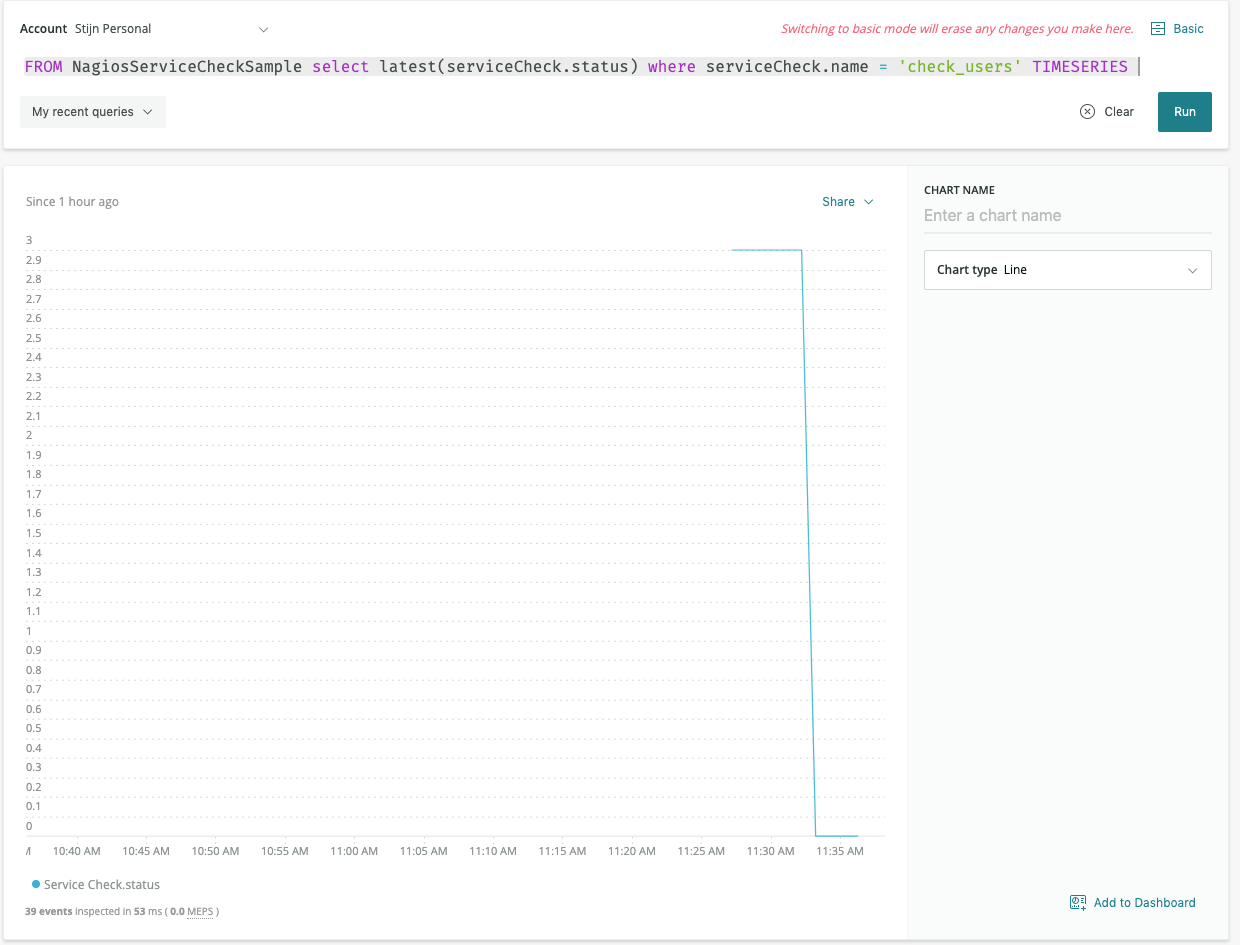 Account Stijn Personal
Switching to basic mode will erase any changes you make here.
Basic
FROM NagiosServiceCheckSample select latest(serviceCheck.status) where serviceCheck.name = 'check_users' TIMESERIES
My recent queries
Clear
Run
Since 1 hour ago
Share
3
2.9
2.8
2.7
2.6
2.5
2.4
2.3
2.2
2.1
2
1.9
1.8
1.7
1.6
1.5
1.4
1.3
1.2
1.1
1
0.9
0.8
0.7
0.6
0.5
0.4
0.3
0.2
0.1
0
10:40 AM 10:45 AM 10:50 AM 10:55 AM 11:00 AM 11:05 AM 11:10 AM 11:15 AM 11:20 AM 11:25 AM 11:30 AM 11:35 AM
Service Check.status
39 events inspected in 53 ms ( 0.0 MEPS )
CHART NAME
Enter a chart name
Chart type Line
Add to Dashboard